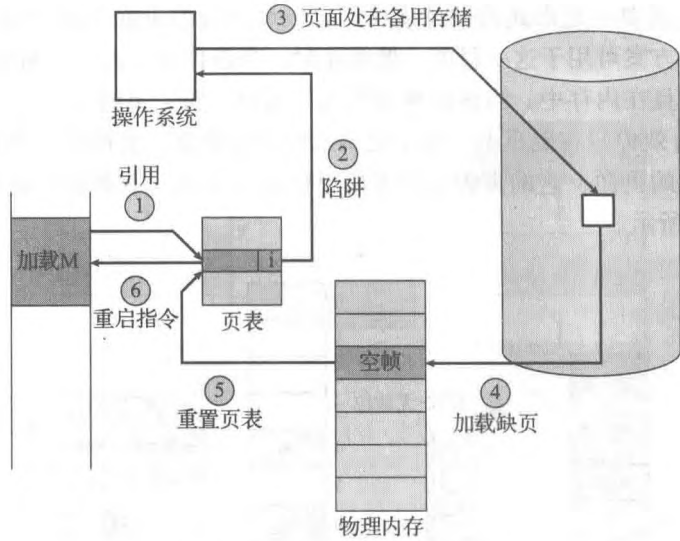 ③ 页面处在备用存储
操作系统
② 陷阱
引用
①
加载M
i
⑥
重启指令
页表
空帧
⑤
重置页表
④
加载缺页
物理内存